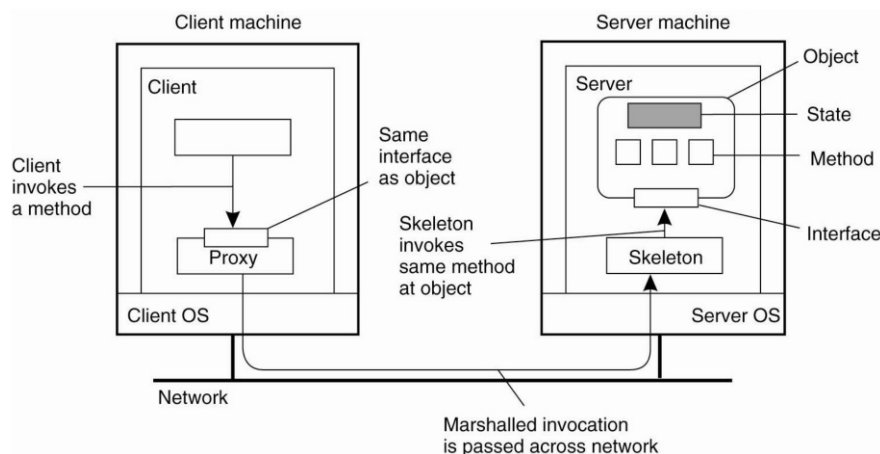 Client machine
Server machine
Client
Server
Object
State
Method
Interface
Client
invokes
a method
Same
interface
as object
Proxy
Skeleton
invokes
same method
at object
Skeleton
Client OS
Server OS
Network
Marshalled invocation
is passed across network